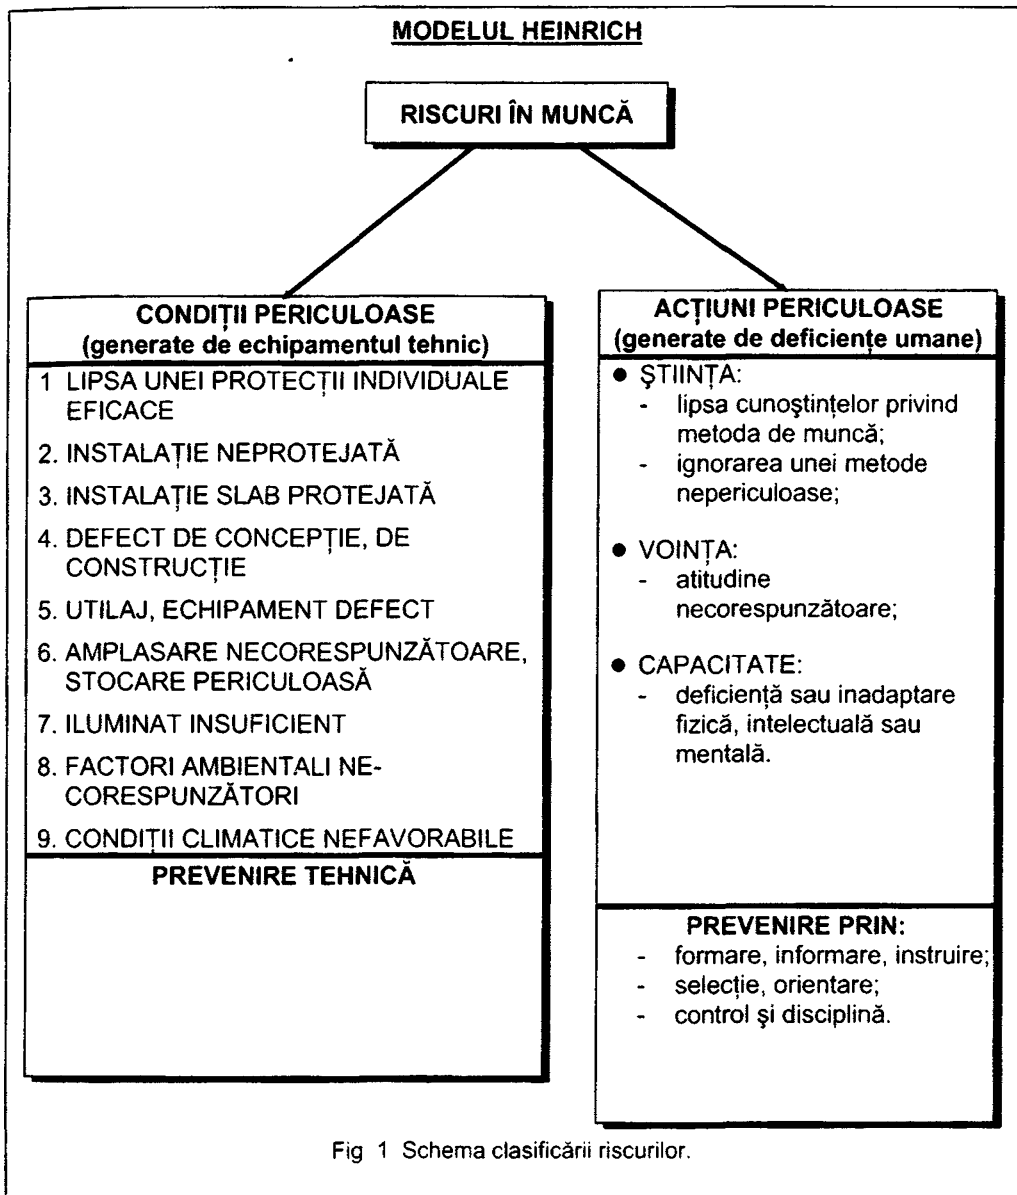 MODELUL HEINRICH
RISCURI ÎN MUNCĂ
CONDIȚII PERICULOASE
(generate de echipamentul tehnic)
1 LIPSA UNEI PROTECȚII INDIVIDUALE
EFICACE
2. INSTALAȚIE NEPROTEJATĂ
3. INSTALAȚIE SLAB PROTEJATĂ
4. DEFECT DE CONCEPȚIE, DE
CONSTRUCȚIE
5. UTILAJ, ECHIPAMENT DEFECT
6. AMPLASARE NECORESPUNZĂTOARE,
STOCARE PERICULOASĂ
7. ILUMINAT INSUFICIENT
8. FACTORI AMBIENTALI NE-
CORESPUNZĂTORI
9. CONDIȚII CLIMATICE NEFAVORABILE
PREVENIRE TEHNICĂ
ACȚIUNI PERICULOASE
(generate de deficiențe umane)
● ŞTIINȚA:
- lipsa cunoştințelor privind
metoda de muncă;
- ignorarea unei metode
nepericuloase;
● VOINȚA:
- atitudine
necorespunzătoare;
● CAPACITATE:
- deficiență sau inadaptare
fizică, intelectuală sau
mentală.
PREVENIRE PRIN:
- formare, informare, instruire;
- selecție, orientare;
- control şi disciplină.
Fig 1 Schema clasificării riscurilor.